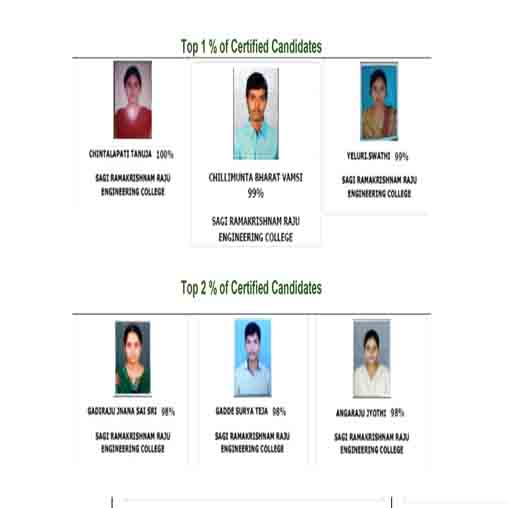 Top 1 % of Certified Candidates
CHINTALAPATI TANUJA 100%
SAGI RAMAKRISHNAM RAJU
ENGINEERING COLLEGE
CHILLIMUNTA BHARAT VAMSI
99%
SAGI RAMAKRISHNAM RAJU
ENGINEERING COLLEGE
YELURI.SWATHI 99%
SAGI RAMAKRISHNAM RAJU
ENGINEERING COLLEGE
Top 2 % of Certified Candidates
GADIRAJU JNANA SAI SRI 98%
SAGI RAMAKRISHNAM RAJU
ENGINEERING COLLEGE
GADDE SURYA TEJA 98%
SAGI RAMAKRISHNAM RAJU
ENGINEERING COLLEGE
ANGARAJU JYOTHI 98%
SAGI RAMAKRISHNAM RAJU
ENGINEERING COLLEGE